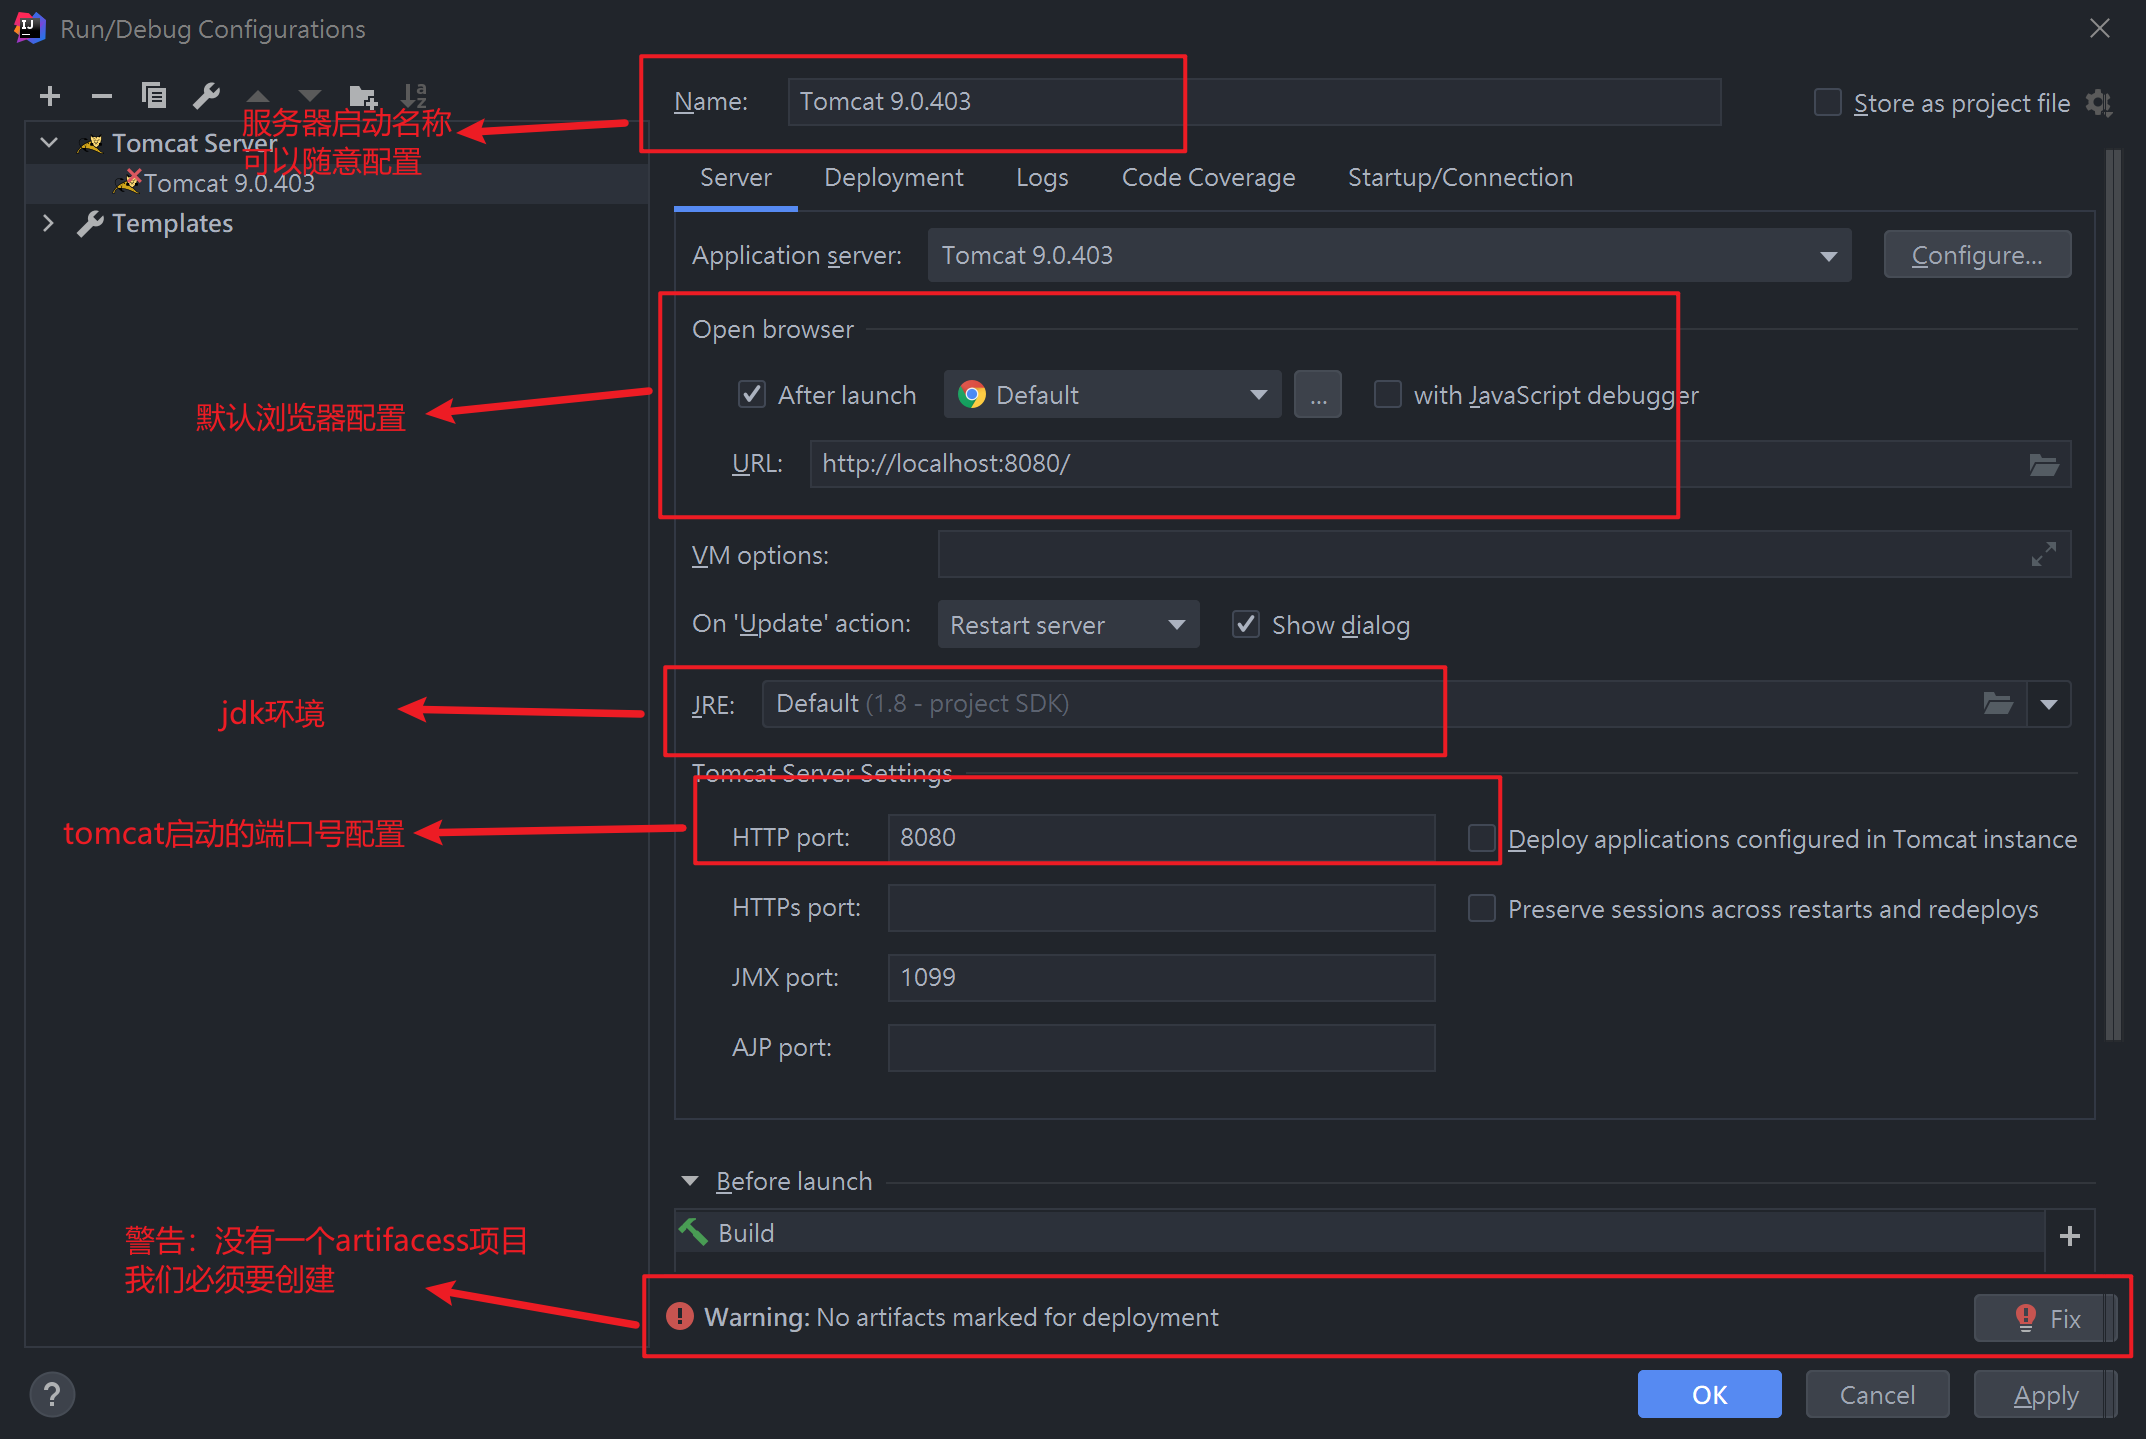 Run/Debug Configurations
服务器启动名称
可以随意配置
Tomcat Server
Tomcat 9.0.403
Templates
默认浏览器配置
jdk环境
tomcat启动的端口号配置
警告：没有一个artifacess项目
我们必须要创建
Name: Tomcat 9.0.403
Store as project file
Server Deployment Logs Code Coverage Startup/Connection
Application server: Tomcat 9.0.403 Configure...
Open browser
After launch Default ... with JavaScript debugger
URL: http://localhost:8080/
VM options:
On 'Update' action: Restart server Show dialog
JRE: Default (1.8 - project SDK)
Tomcat Server Settings
HTTP port: 8080 Deploy applications configured in Tomcat instance
HTTPs port: Preserve sessions across restarts and redeploys
JMX port: 1099
AJP port:
Before launch
Build
Warning: No artifacts marked for deployment Fix
? OK Cancel Apply